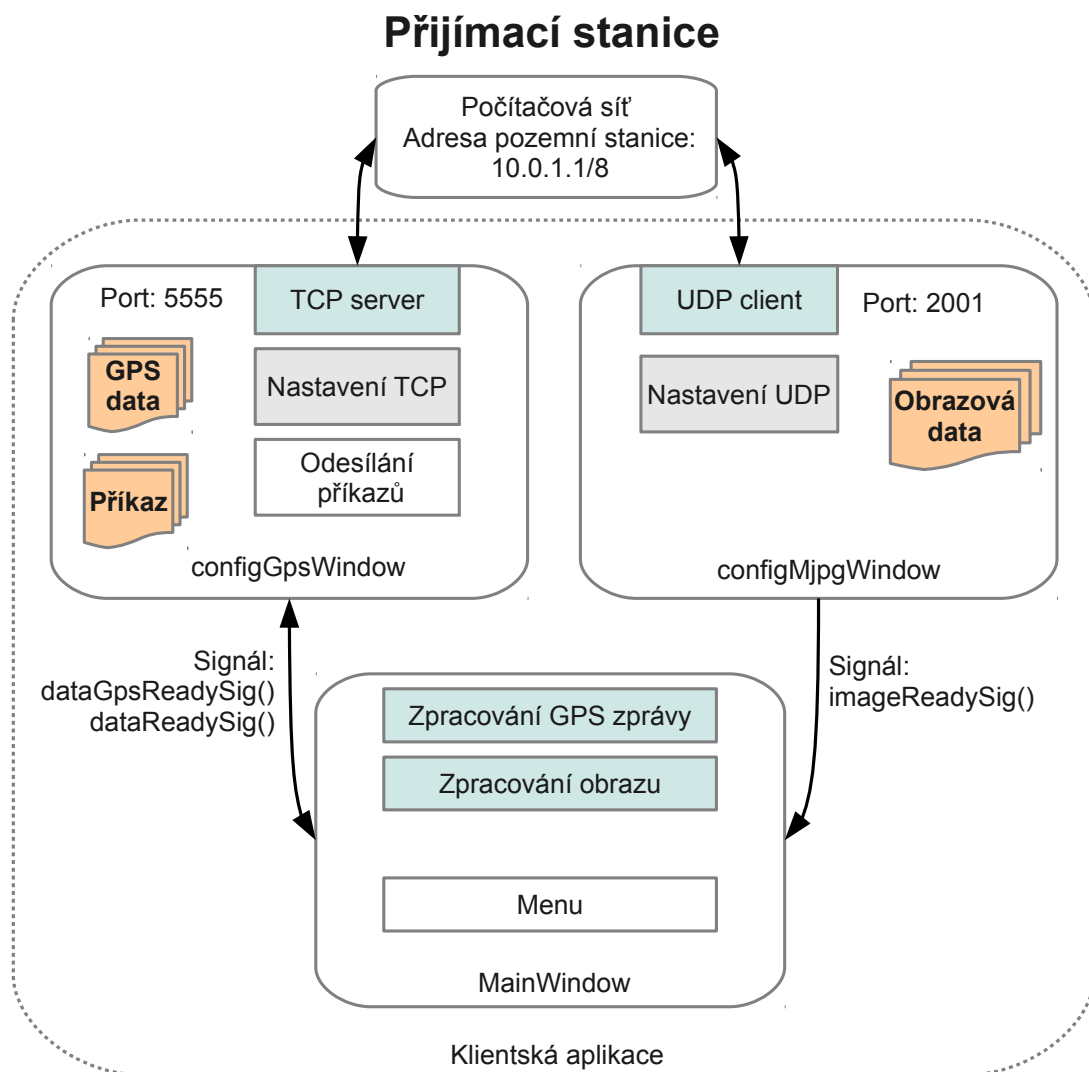 Přijímací stanice
Počítačová síť
Adresa pozemní stanice:
10.0.1.1/8
Port: 5555
TCP server
GPS
data
Nastavení TCP
Příkaz
Odesílání
příkazů
configGpsWindow
UDP client
Port: 2001
Nastavení UDP
Obrazová
data
configMjpgWindow
Signál:
dataGpsReadySig()
dataReadySig()
Signál:
imageReadySig()
Zpracování GPS zprávy
Zpracování obrazu
Menu
MainWindow
Klientská aplikace